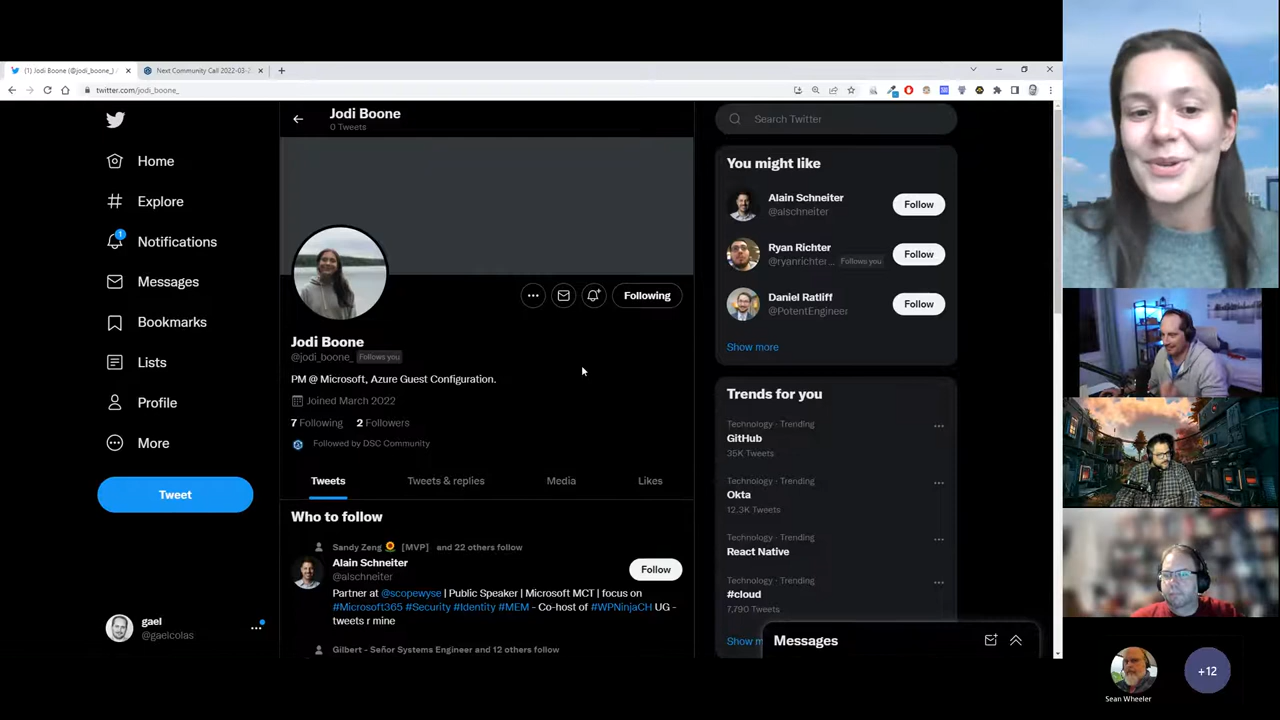 (1) Jodi Boone (@jodi_boone_)
Next Community Call 2022-03-2
twitter.com/jodi_boone_
Home
Explore
1
Notifications
Messages
Bookmarks
Lists
Profile
More
Tweet
gael
@gaelcolas
Jodi Boone
0 Tweets
Following
Jodi Boone
@jodi_boone_ Follows you
PM @ Microsoft, Azure Guest Configuration.
Joined March 2022
7 Following 2 Followers
Followed by DSC Community
Tweets Tweets & replies Media Likes
Who to follow
Sandy Zeng 🌻 [MVP] and 22 others follow
Alain Schneiter
@alschneiter
Follow
Partner at @scopewyse | Public Speaker | Microsoft MCT | focus on
#Microsoft365 #Security #Identity #MEM - Co-host of #WPNinjaCH UG -
tweets r mine
Gilbert - Señor Systems Engineer and 12 others follow
Search Twitter
You might like
Alain Schneiter
@alschneiter
Follow
Ryan Richter
@ryanrichter... Follows you
Follow
Daniel Ratliff
@PotentEngineer
Follow
Show more
Trends for you
Technology · Trending
GitHub
35K Tweets
Technology · Trending
Okta
12.3K Tweets
Technology · Trending
React Native
Technology · Trending
#cloud
7,790 Tweets
Show m
Messages
Sean Wheeler
+12